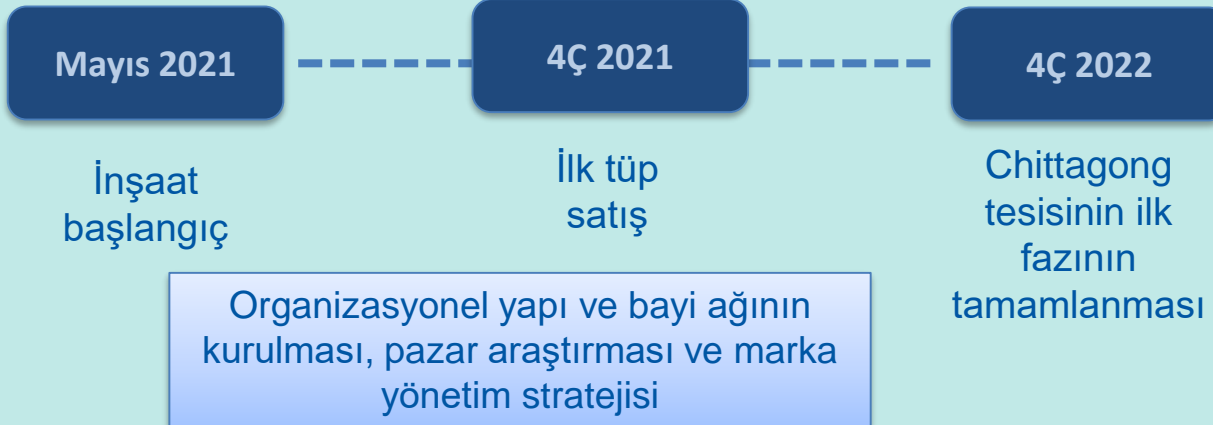 Mayıs 2021
4Ç 2021
4Ç 2022
İnşaat
başlangıç
İlk tüp
satış
Chittagong
tesisinin ilk
fazının
tamamlanması
Organizasyonel yapı ve bayi ağının
kurulması, pazar araştırması ve marka
yönetim stratejisi